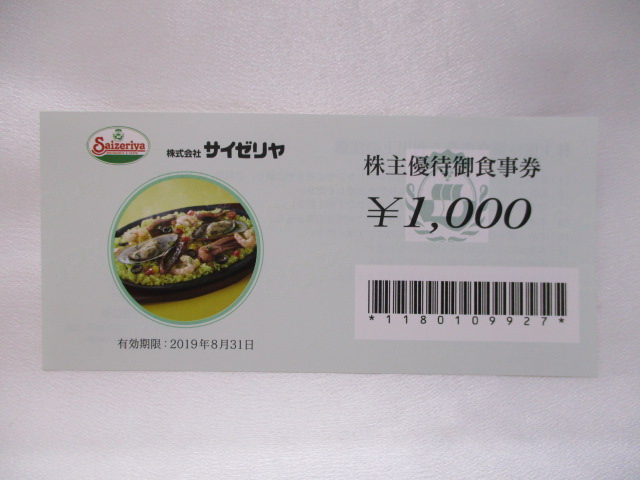 Saizeriya
株式会社 サイゼリヤ
株主優待御食事券
¥1,000
*1180109927*
有効期限：2019年8月31日